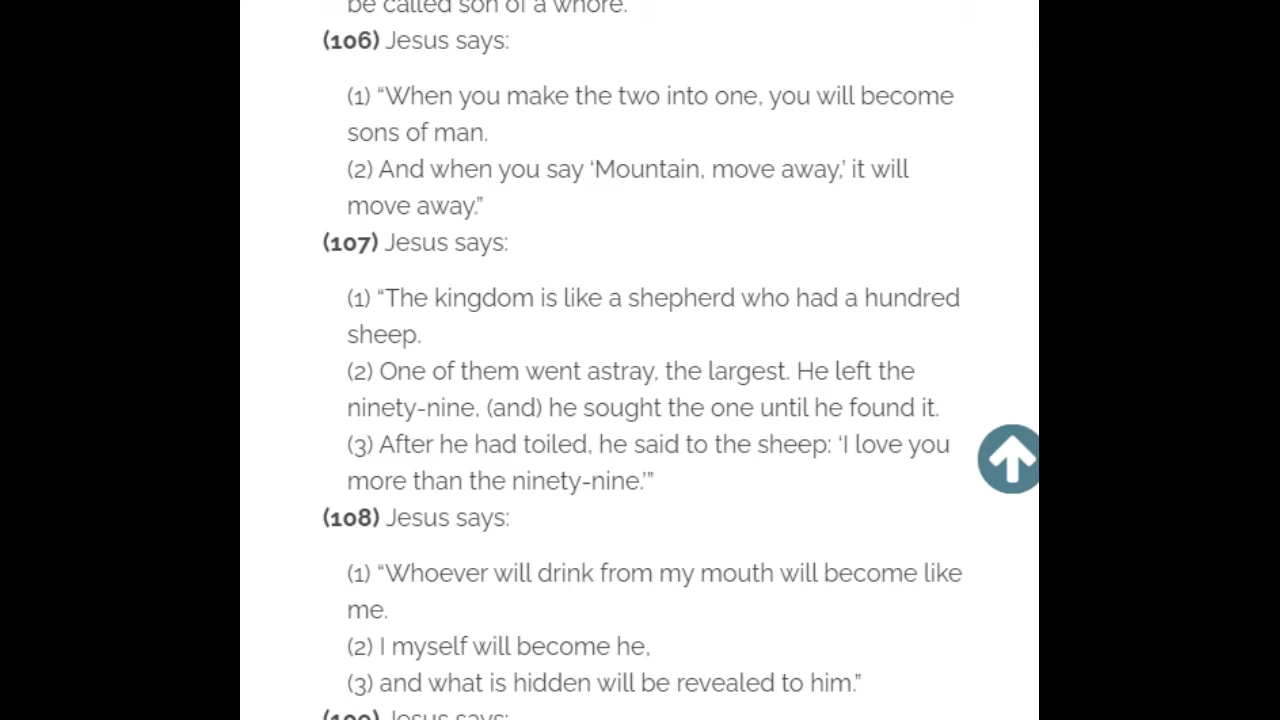 be called son of a whore.
(106) Jesus says:
(1) “When you make the two into one, you will become
sons of man.
(2) And when you say ‘Mountain, move away,’ it will
move away.”
(107) Jesus says:
(1) “The kingdom is like a shepherd who had a hundred
sheep.
(2) One of them went astray, the largest. He left the
ninety-nine, (and) he sought the one until he found it.
(3) After he had toiled, he said to the sheep: ‘I love you
more than the ninety-nine.’”
(108) Jesus says:
(1) “Whoever will drink from my mouth will become like
me.
(2) I myself will become he,
(3) and what is hidden will be revealed to him.”
(109) Jesus says: